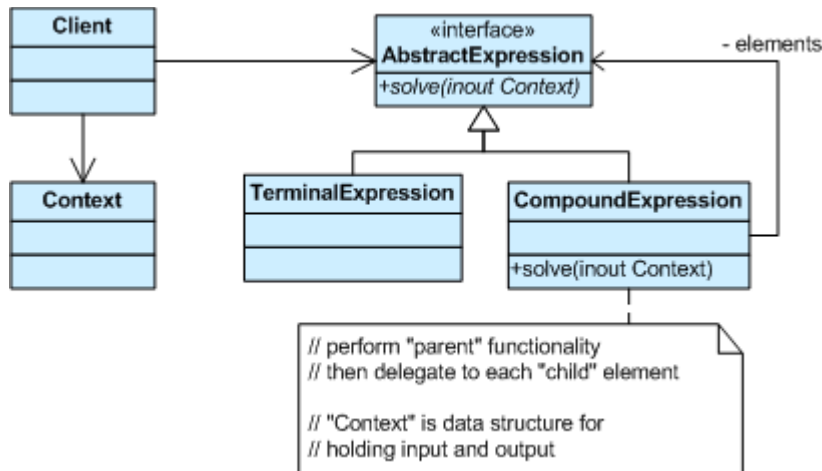 Client
«interface»
AbstractExpression
+solve(inout Context)
- elements
Context
TerminalExpression
CompoundExpression
+solve(inout Context)
// perform "parent" functionality
// then delegate to each "child" element
// "Context" is data structure for
// holding input and output